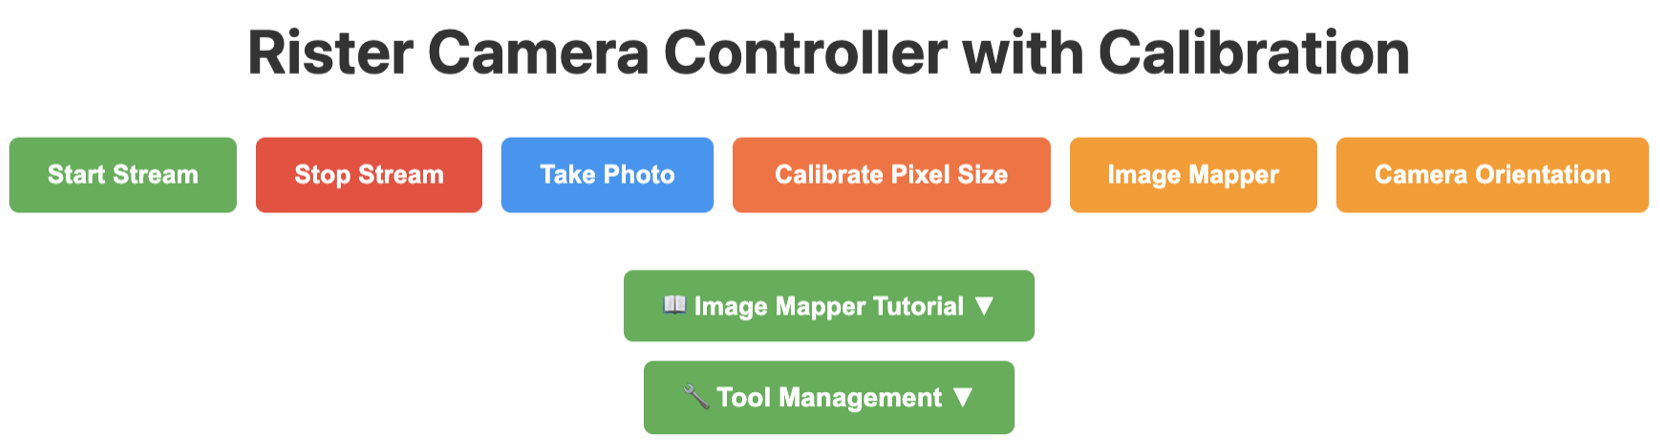 Rister Camera Controller with Calibration
Start Stream Stop Stream Take Photo Calibrate Pixel Size Image Mapper Camera Orientation
📖 Image Mapper Tutorial ▼
🔧 Tool Management ▼